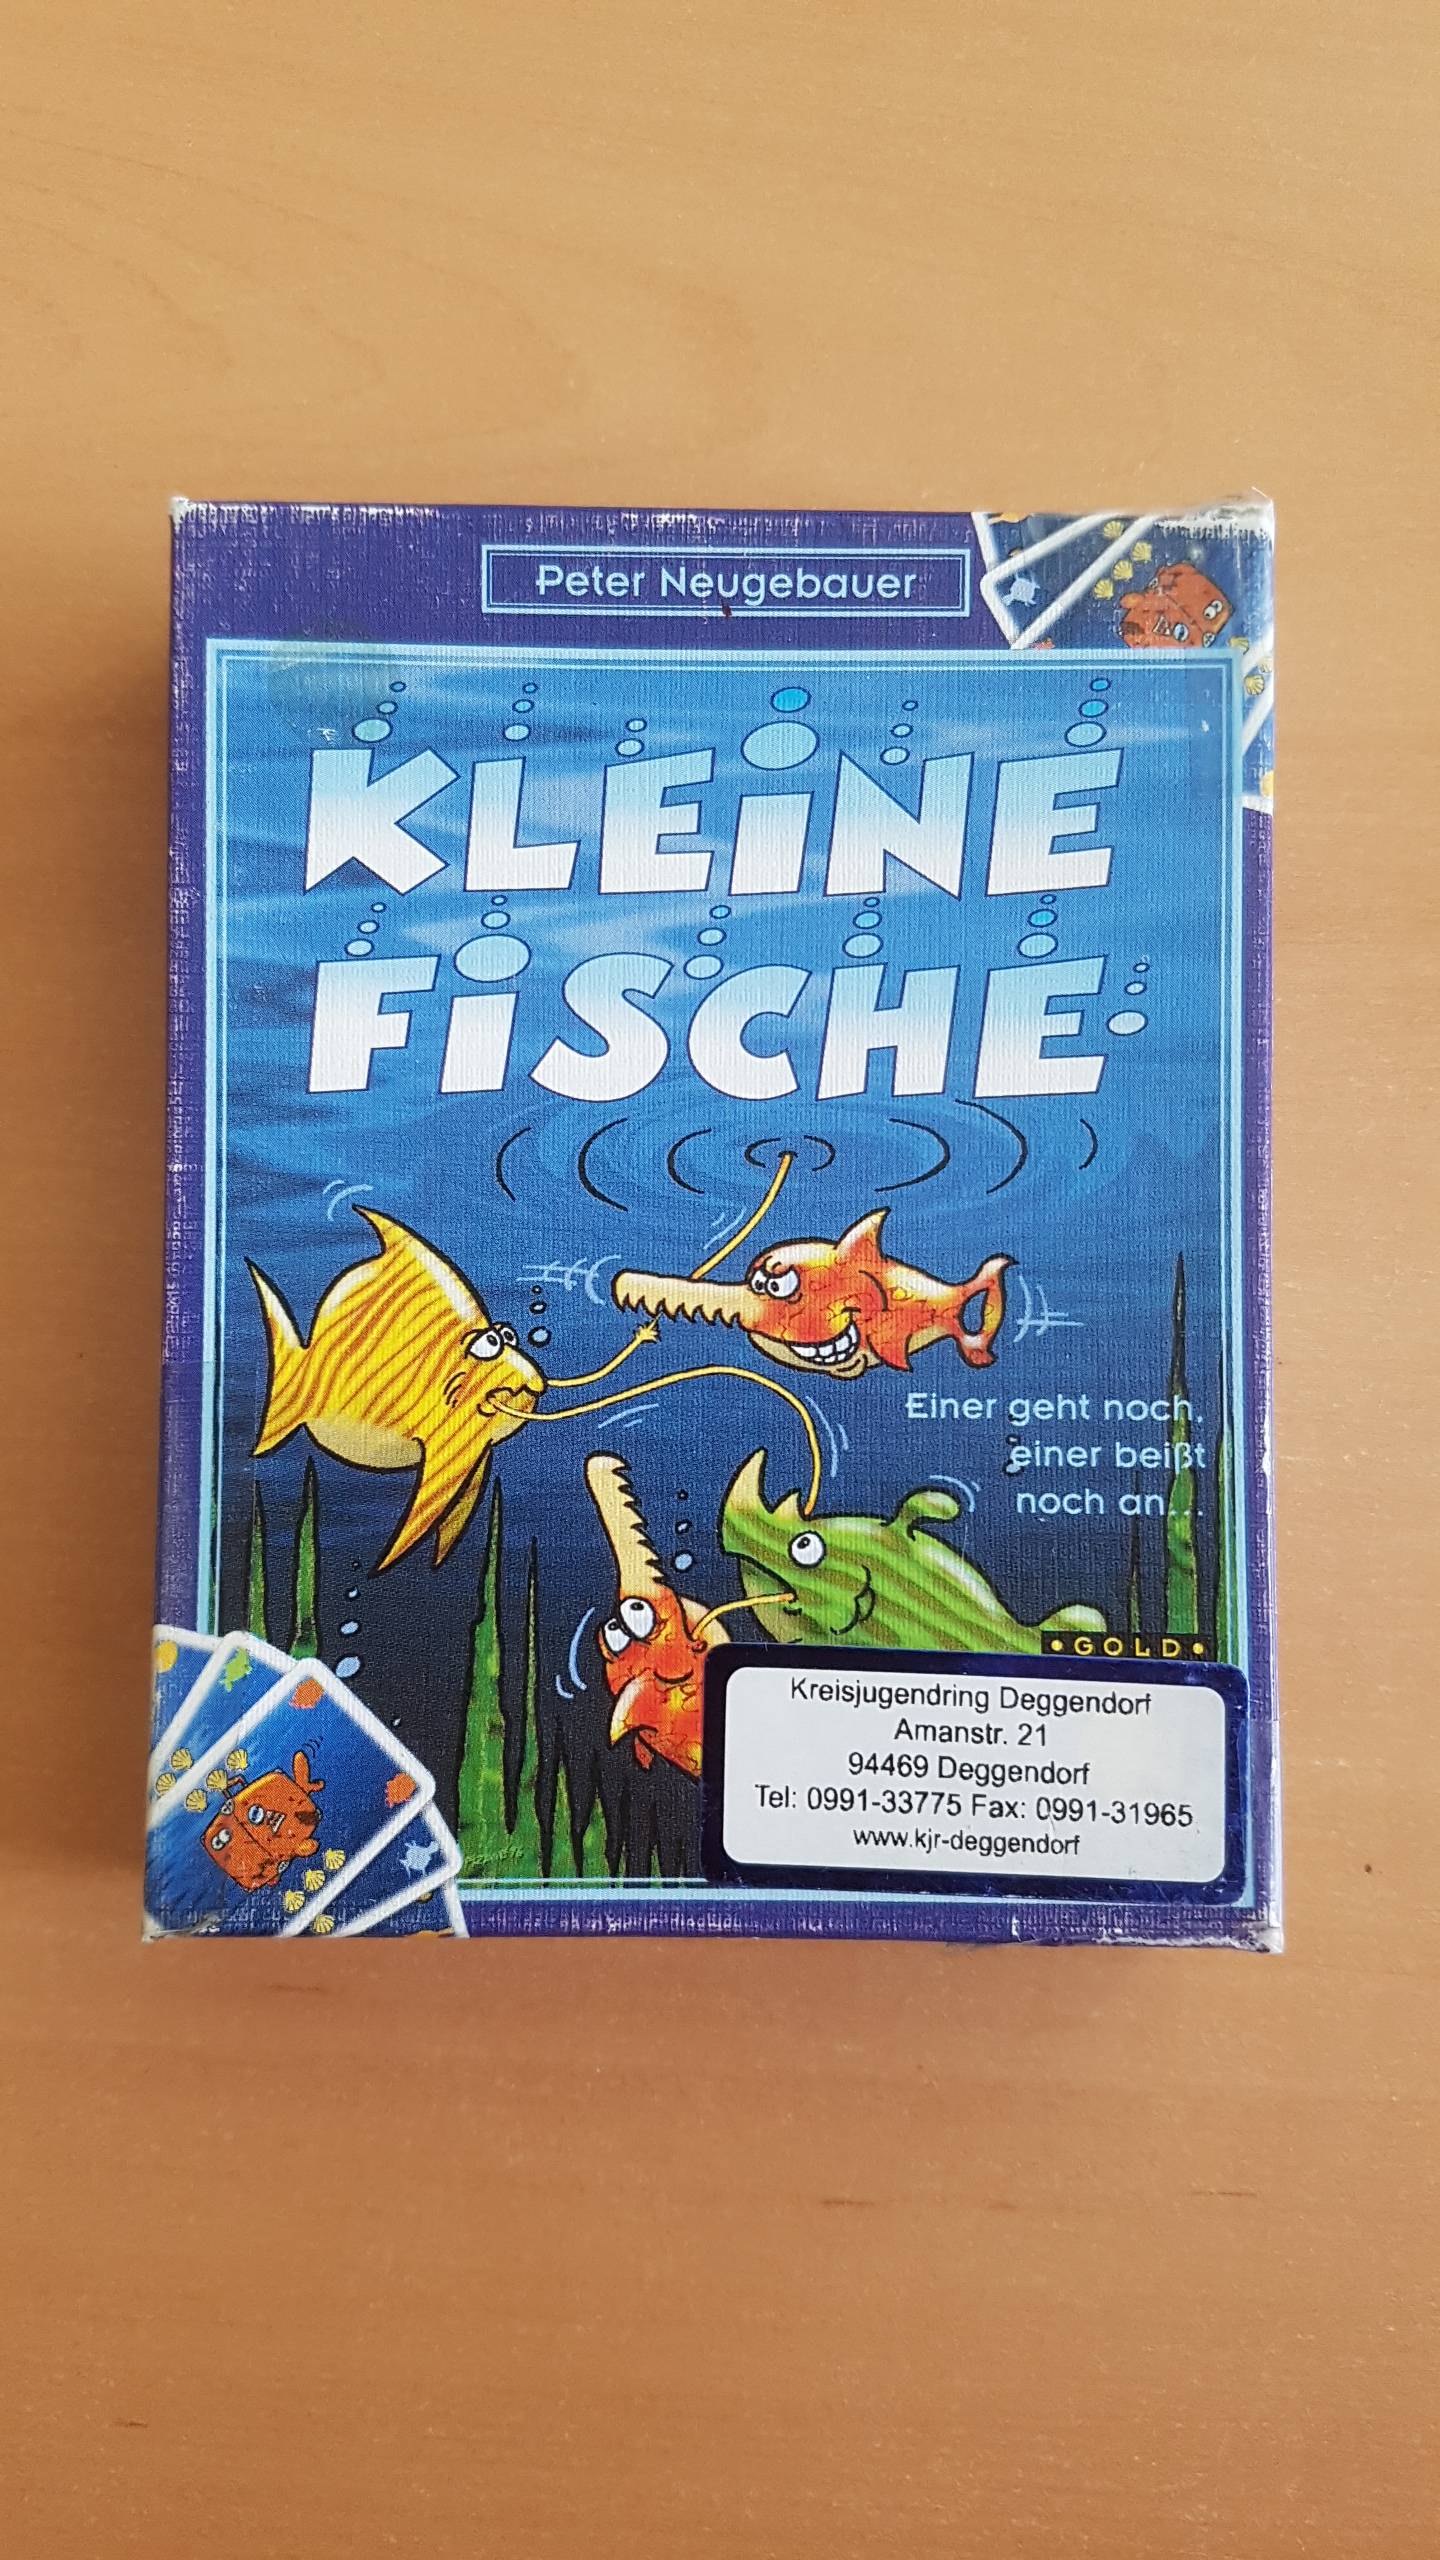 Peter Neugebauer
KLEiNE
FiSCHE
Einer geht noch,
einer beißt
noch an...
• GOLD •
Kreisjugendring Deggendorf
Amanstr. 21
94469 Deggendorf
Tel: 0991-33775 Fax: 0991-31965
www.kjr-deggendorf